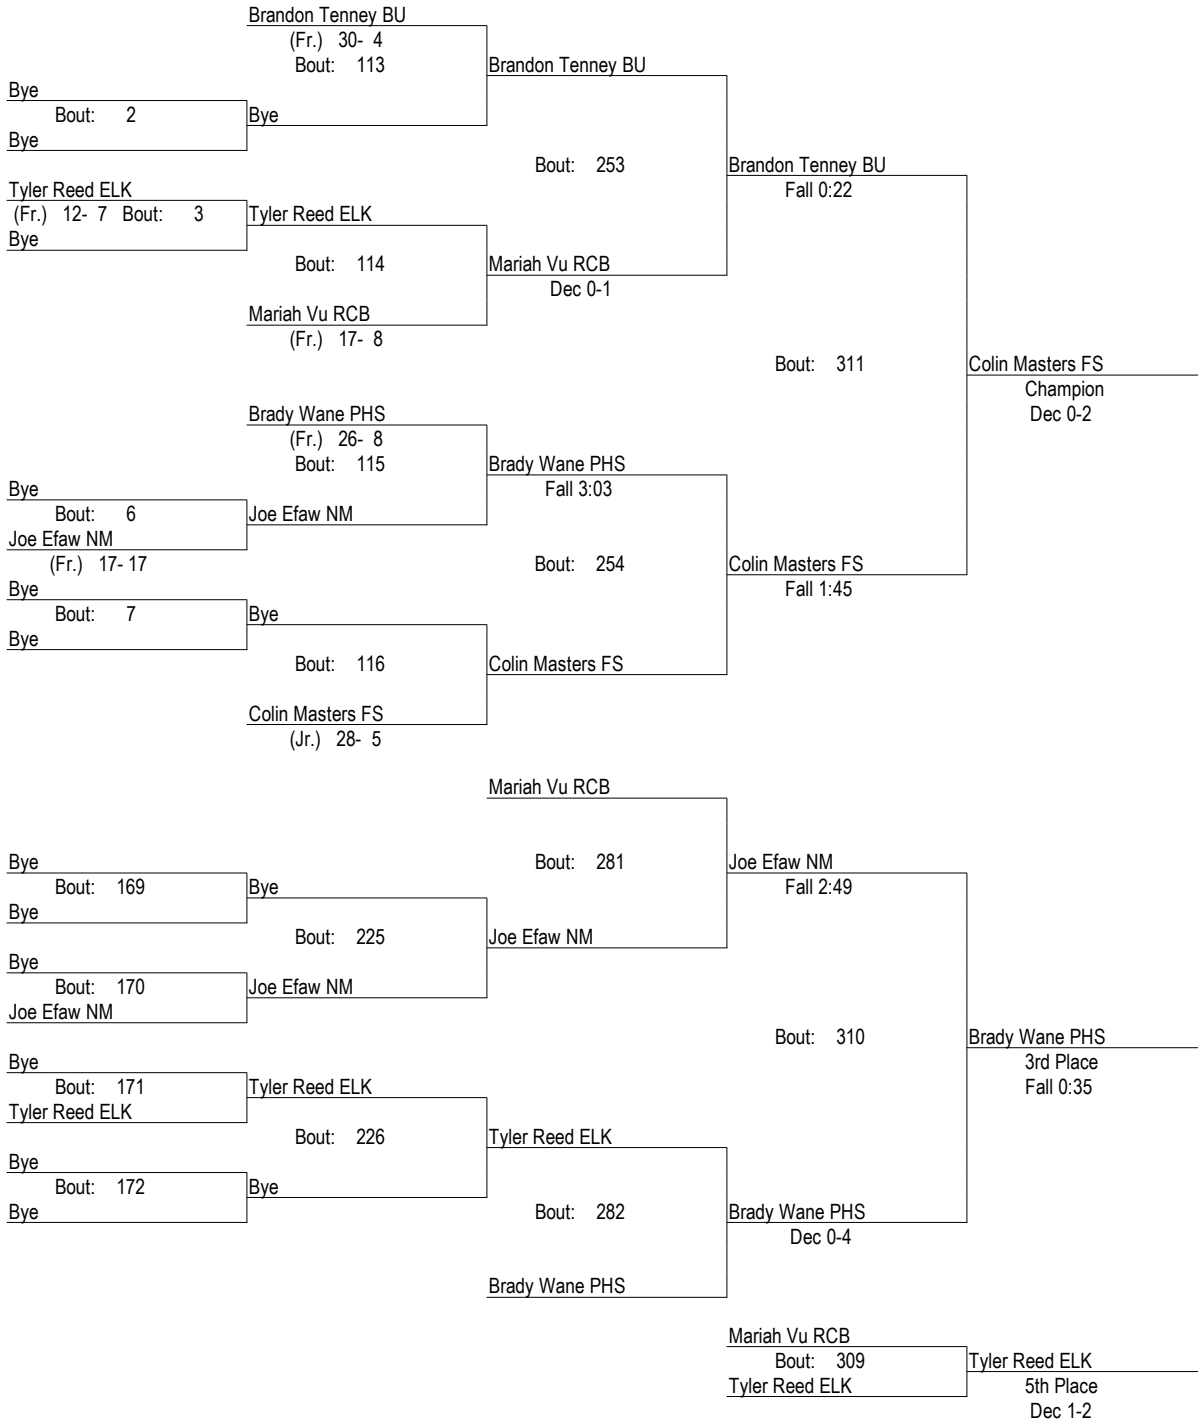 Brandon Tenney BU
(Fr.) 30- 4
Bout: 113
Brandon Tenney BU
Bye
Bout: 2
Bye
Bye
Bout: 253
Brandon Tenney BU
Fall 0:22
Tyler Reed ELK
(Fr.) 12- 7 Bout: 3
Tyler Reed ELK
Bye
Bout: 114
Mariah Vu RCB
Dec 0-1
Mariah Vu RCB
(Fr.) 17- 8
Bout: 311
Colin Masters FS
Champion
Dec 0-2
Brady Wane PHS
(Fr.) 26- 8
Bout: 115
Brady Wane PHS
Fall 3:03
Bye
Bout: 6
Joe Efaw NM
Joe Efaw NM
(Fr.) 17- 17
Bout: 254
Colin Masters FS
Fall 1:45
Bye
Bout: 7
Bye
Bye
Bout: 116
Colin Masters FS
Colin Masters FS
(Jr.) 28- 5
Mariah Vu RCB
Bout: 281
Joe Efaw NM
Fall 2:49
Bye
Bout: 169
Bye
Bye
Bout: 225
Joe Efaw NM
Bye
Bout: 170
Joe Efaw NM
Joe Efaw NM
Bout: 310
Brady Wane PHS
3rd Place
Fall 0:35
Bye
Bout: 171
Tyler Reed ELK
Tyler Reed ELK
Bout: 226
Tyler Reed ELK
Bye
Bout: 172
Bye
Bye
Bout: 282
Brady Wane PHS
Dec 0-4
Brady Wane PHS
Mariah Vu RCB
Bout: 309
Tyler Reed ELK
Tyler Reed ELK
5th Place
Dec 1-2